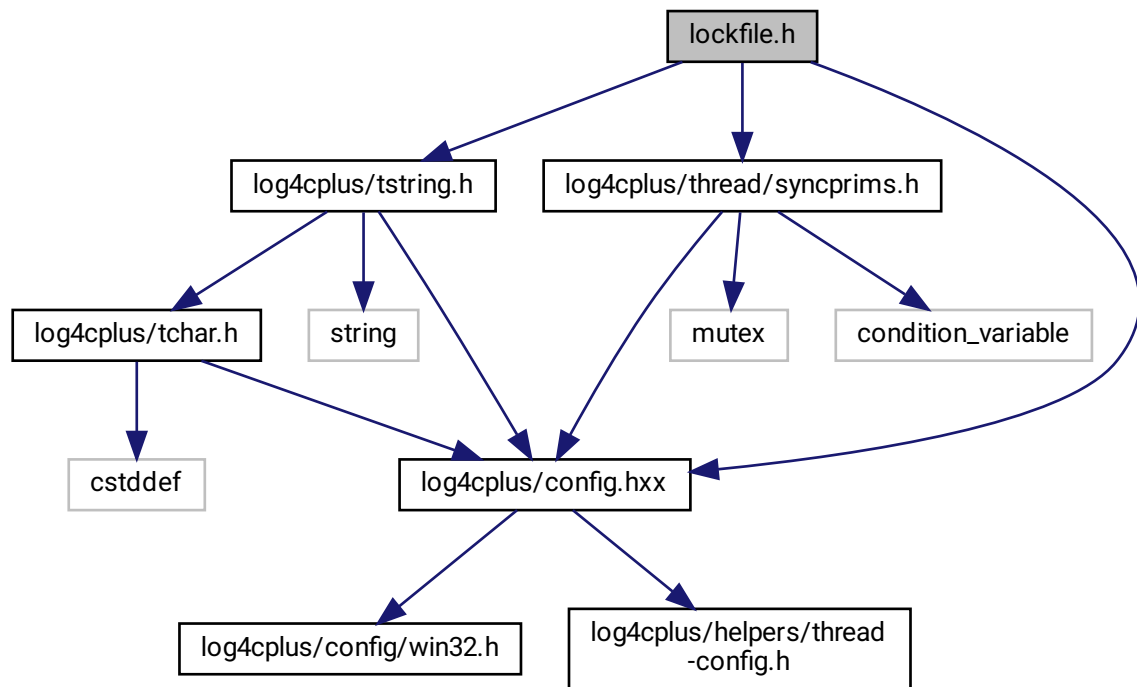 lockfile.h
log4cplus/tstring.h
log4cplus/thread/syncprims.h
log4cplus/tchar.h
string
mutex
condition_variable
cstddef
log4cplus/config.hxx
log4cplus/config/win32.h
log4cplus/helpers/thread
-config.h